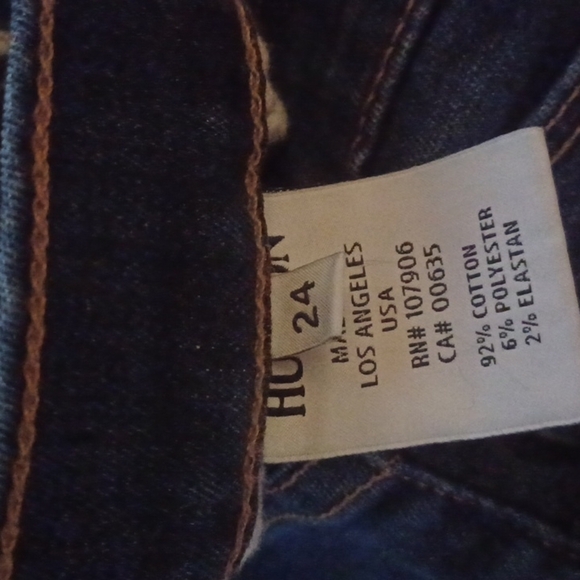 24
LOS ANGELES
USA
RN# 107906
CA# 00635
92% COTTON
6% POLYESTER
2% ELASTAN